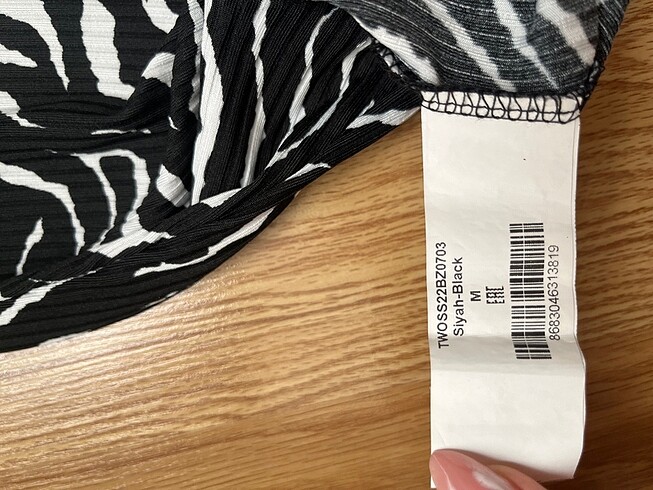 TWOSS22BZ0703
Siyah-Black
M
EAC
8683046313819